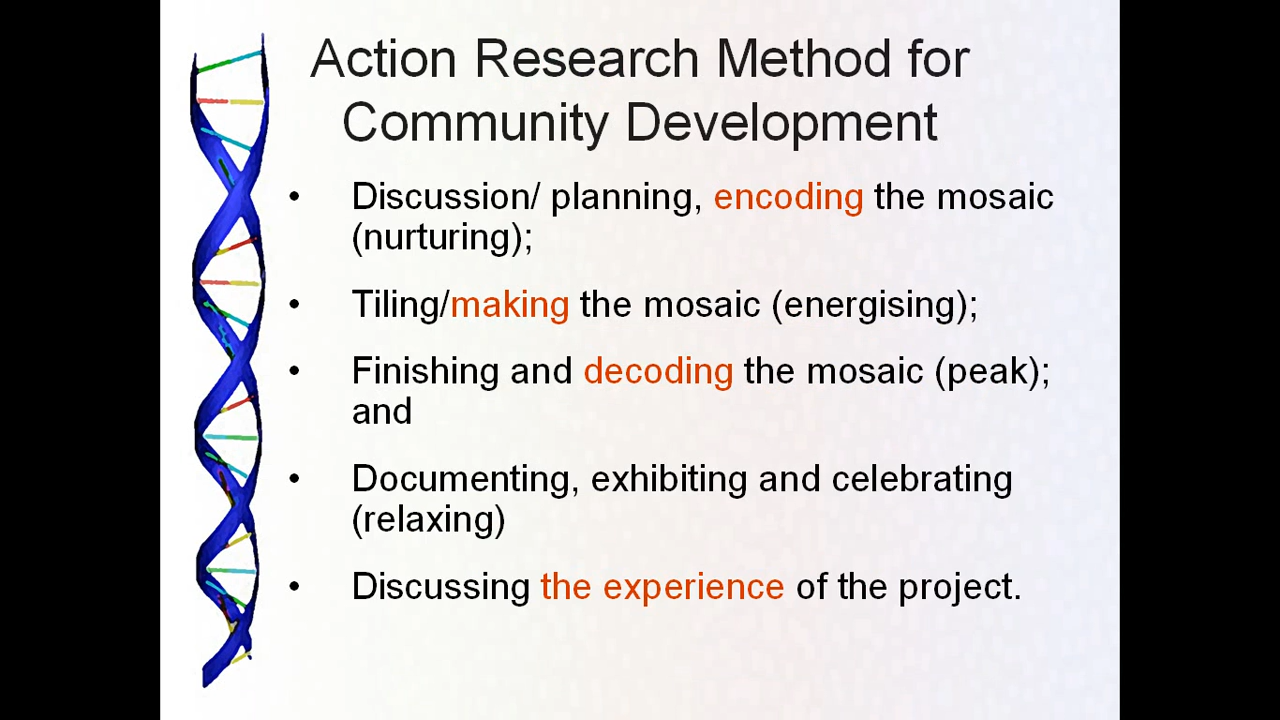 Action Research Method for
Community Development
• Discussion/ planning, encoding the mosaic
(nurturing);
• Tiling/making the mosaic (energising);
• Finishing and decoding the mosaic (peak);
and
• Documenting, exhibiting and celebrating
(relaxing)
• Discussing the experience of the project.